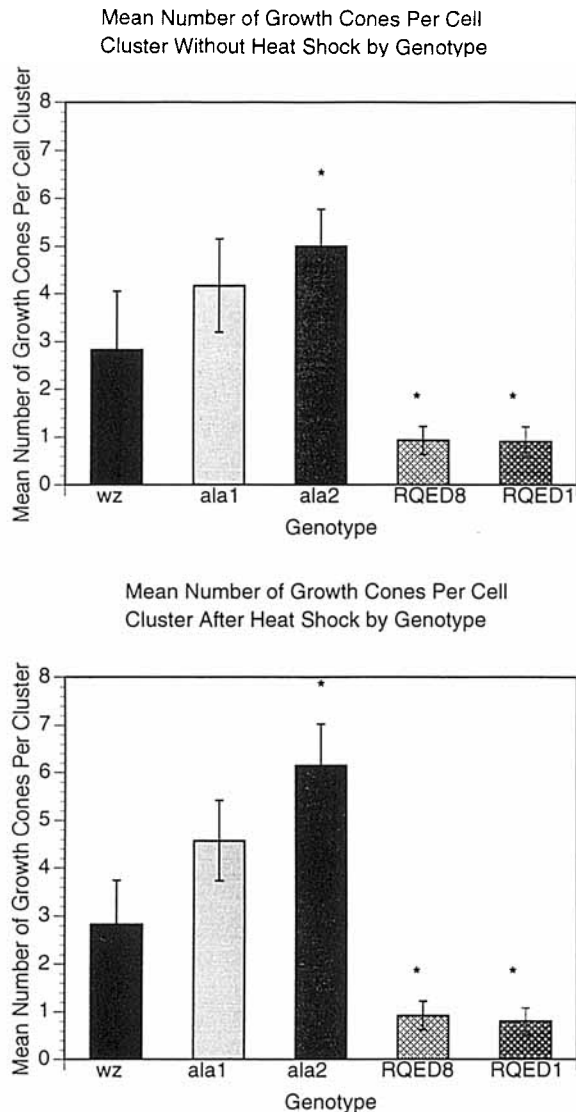 Mean Number of Growth Cones Per Cell
Cluster Without Heat Shock by Genotype
Mean Number of Growth Cones Per Cell Cluster
8
7
6
5
4
3
2
1
0
*
*
*
wz
ala1
ala2
RQED8
RQED1
Genotype
Mean Number of Growth Cones Per Cell
Cluster After Heat Shock by Genotype
Mean Number of Growth Cones Per Cluster
8
7
6
5
4
3
2
1
0
*
*
*
wz
ala1
ala2
RQED8
RQED1
Genotype